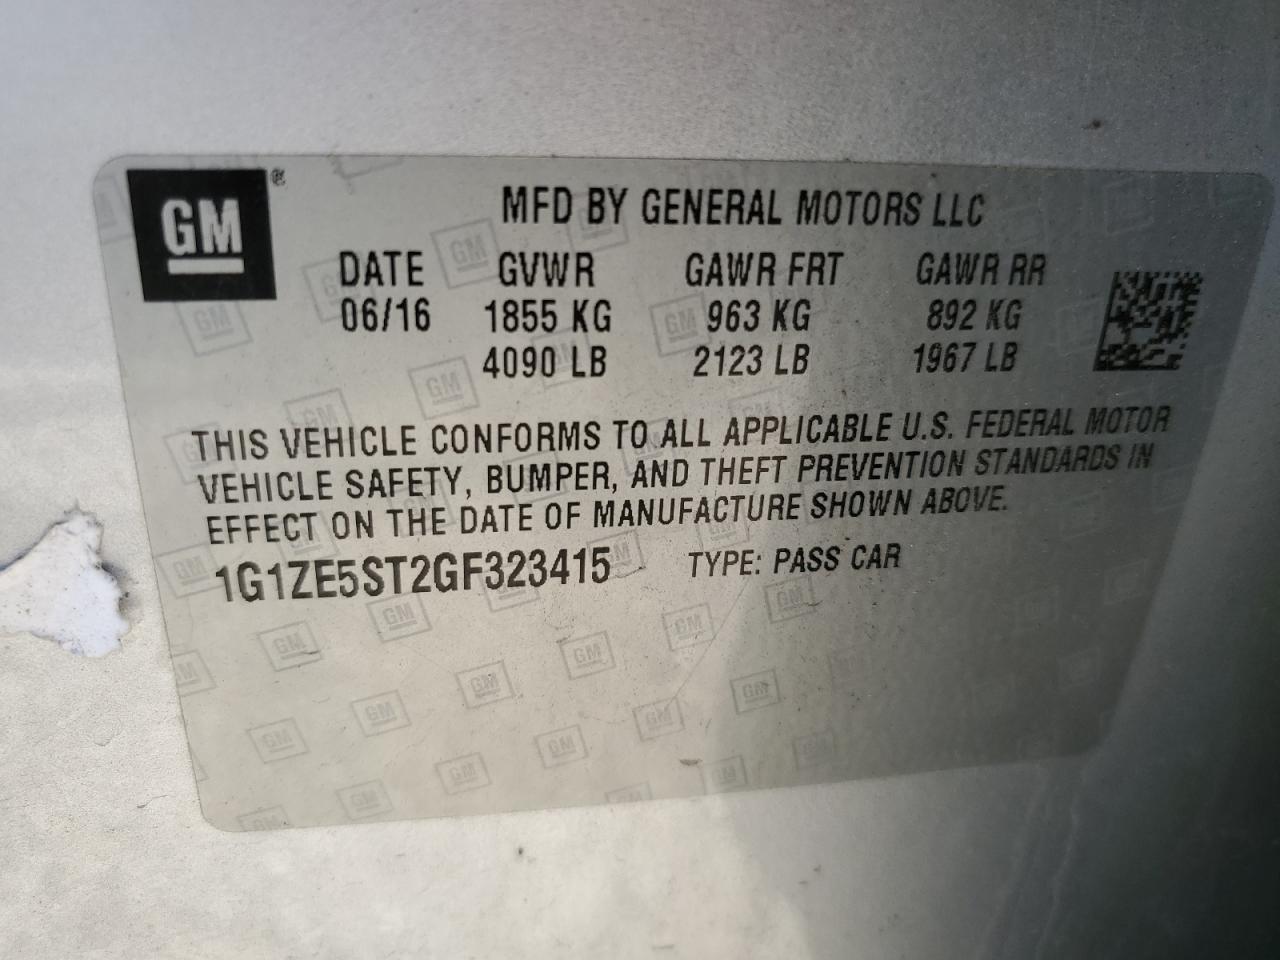 GM®
MFD BY GENERAL MOTORS LLC
DATE GVWR GAWR FRT GAWR RR
06/16 1855 KG 963 KG 892 KG
4090 LB 2123 LB 1967 LB
THIS VEHICLE CONFORMS TO ALL APPLICABLE U.S. FEDERAL MOTOR
VEHICLE SAFETY, BUMPER, AND THEFT PREVENTION STANDARDS IN
EFFECT ON THE DATE OF MANUFACTURE SHOWN ABOVE.
1G1ZE5ST2GF323415 TYPE: PASS CAR